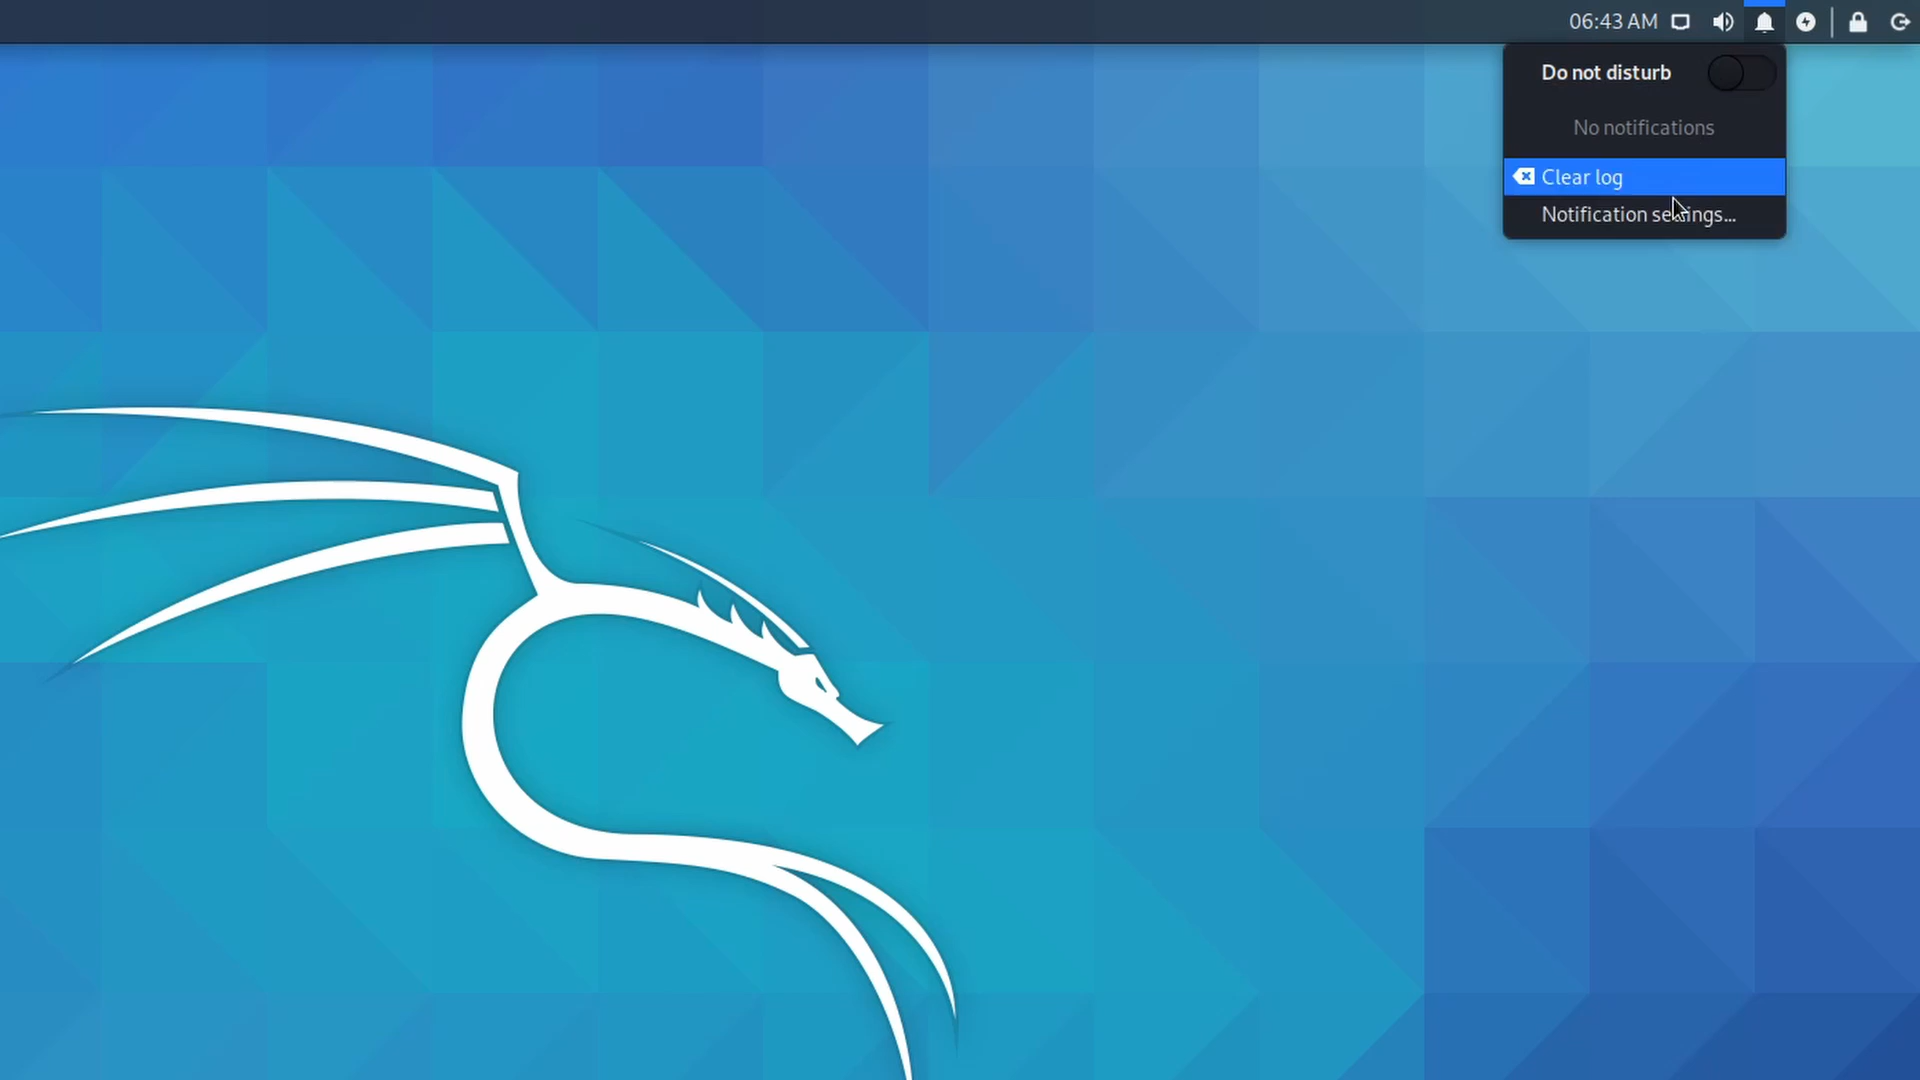 06:43 AM
Do not disturb
No notifications
Clear log
Notification settings...